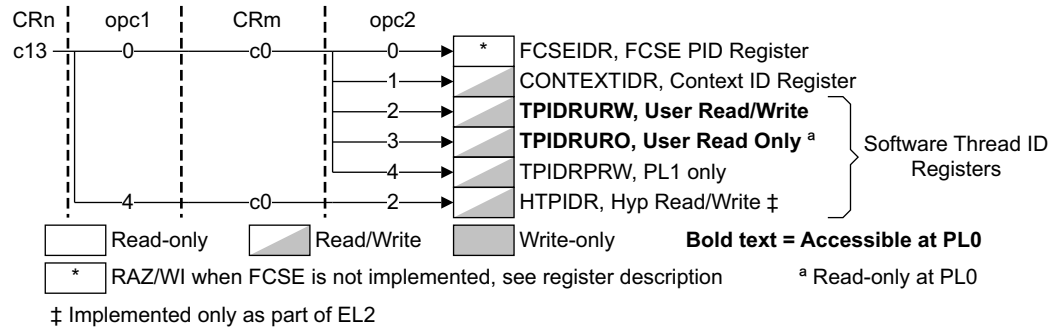 CRn opc1 CRm opc2
c13 0 c0 0 * FCSEIDR, FCSE PID Register
1 CONTEXTIDR, Context ID Register
2 TPIDRURW, User Read/Write
3 TPIDRURO, User Read Only ª
4 TPIDRPRW, PL1 only
4 c0 2 HTPIDR, Hyp Read/Write ‡
Software Thread ID
Registers
Read-only Read/Write Write-only Bold text = Accessible at PL0
* RAZ/WI when FCSE is not implemented, see register description ª Read-only at PL0
‡ Implemented only as part of EL2